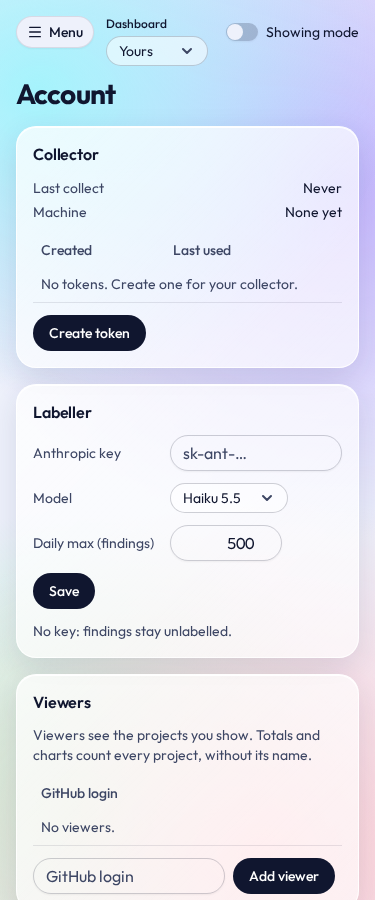 Menu
Dashboard
Yours
Showing mode
Account
Collector
Last collect Never
Machine None yet
Created Last used
No tokens. Create one for your collector.
Create token
Labeller
Anthropic key sk-ant-...
Model Haiku 5.5
Daily max (findings) 500
Save
No key: findings stay unlabelled.
Viewers
Viewers see the projects you show. Totals and
charts count every project, without its name.
GitHub login
No viewers.
GitHub login Add viewer